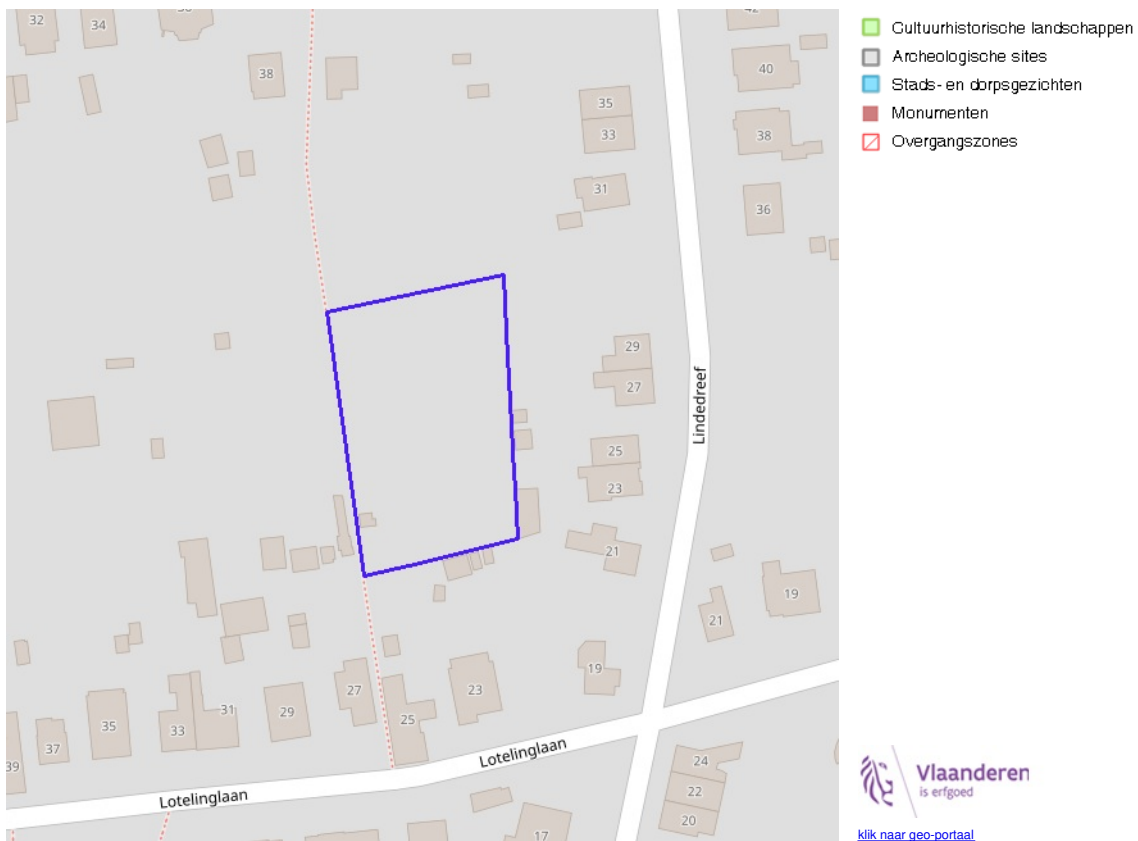 32
34
38
35
33
31
40
38
36
29
27
25
23
21
19
21
19
27
25
23
29
31
33
35
37
39
24
22
20
17
Lindedreef
Lotelinglaan
Lotelinglaan
Cultuurhistorische landschappen
Archeologische sites
Stads- en dorpsgezichten
Monumenten
Overgangszones
Vlaanderen
is erfgoed
klik naar geo-portaal